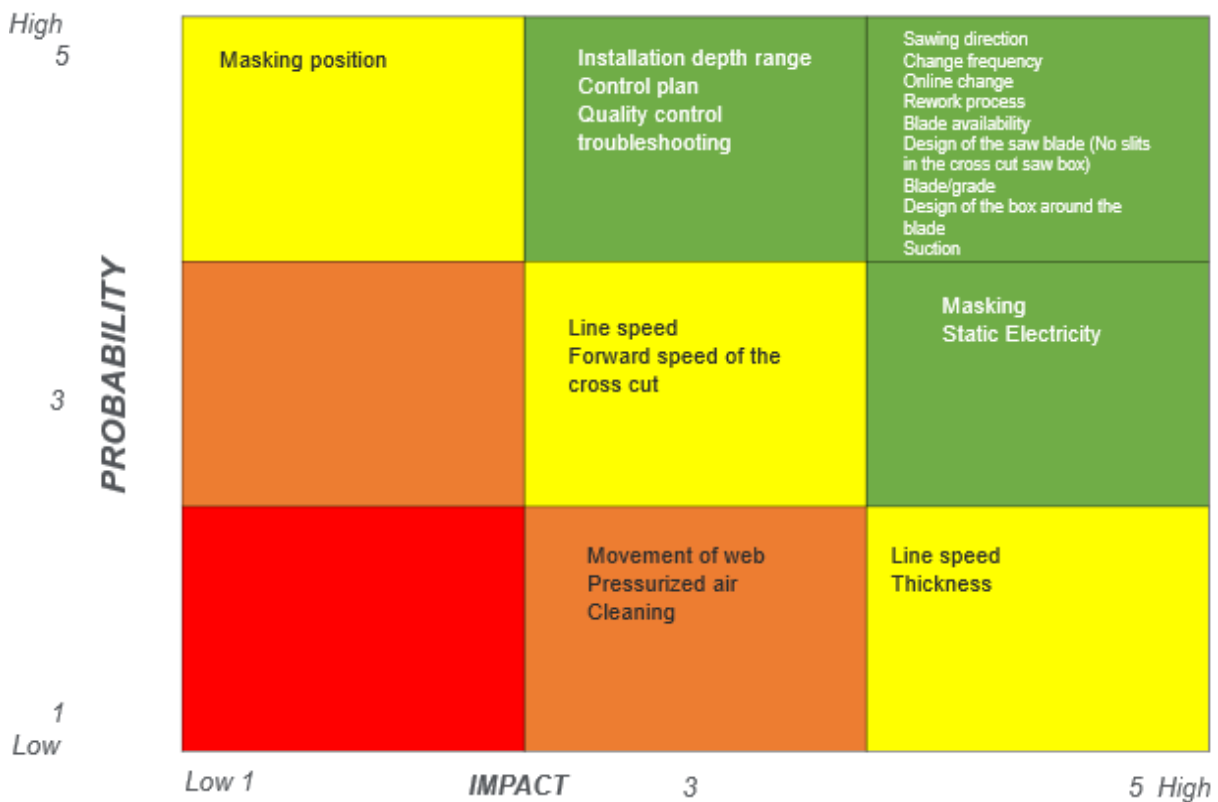 High
5
Masking position
Installation depth range
Control plan
Quality control
troubleshooting
Sawing direction
Change frequency
Online change
Rework process
Blade availability
Design of the saw blade (No slits
in the cross cut saw box)
Blade/grade
Design of the box around the
blade
Suction
PROBABILITY
3
Line speed
Forward speed of the
cross cut
Masking
Static Electricity
Movement of web
Pressurized air
Cleaning
Line speed
Thickness
1
Low
Low 1
IMPACT
3
5 High